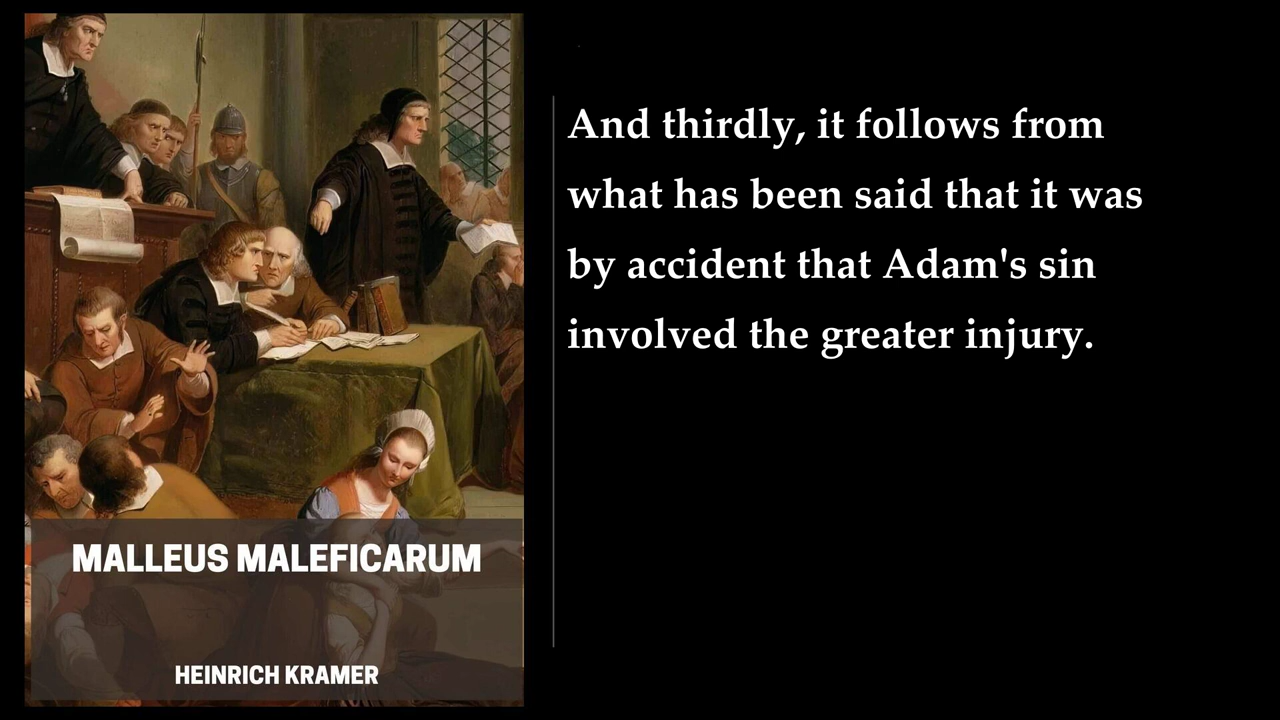 And thirdly, it follows from
what has been said that it was
by accident that Adam's sin
involved the greater injury.
MALLEUS MALEFICARUM
HEINRICH KRAMER